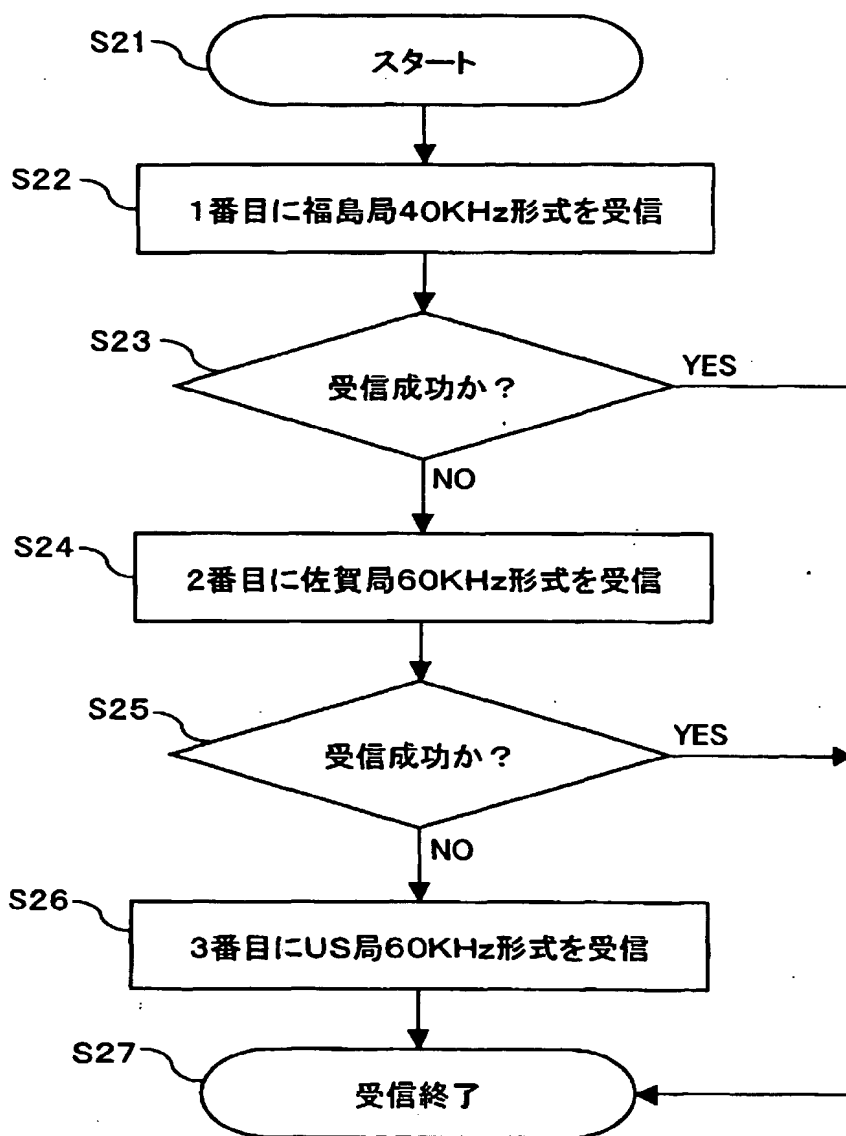 S21
スタート
S22
1番目に福島局40KHz形式を受信
S23
受信成功か?
YES
NO
S24
2番目に佐賀局60KHz形式を受信
S25
受信成功か?
YES
NO
S26
3番目にUS局60KHz形式を受信
S27
受信終了